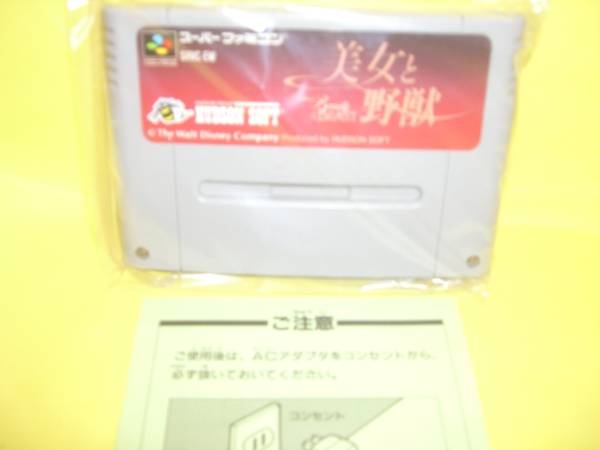 スーパーファミコン
美女と
野獣
HUDSON SOFT
© The Walt Disney Company Produced by HUDSON SOFT
ご注意
ご使用後は、ACアダプタをコンセントから、
必ず抜いておいてください。
コンセント